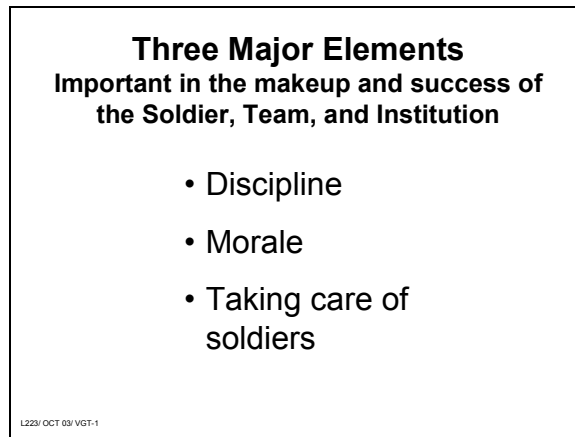 Three Major Elements
Important in the makeup and success of
the Soldier, Team, and Institution
• Discipline
• Morale
• Taking care of
soldiers
L223/ OCT 03/ VGT-1